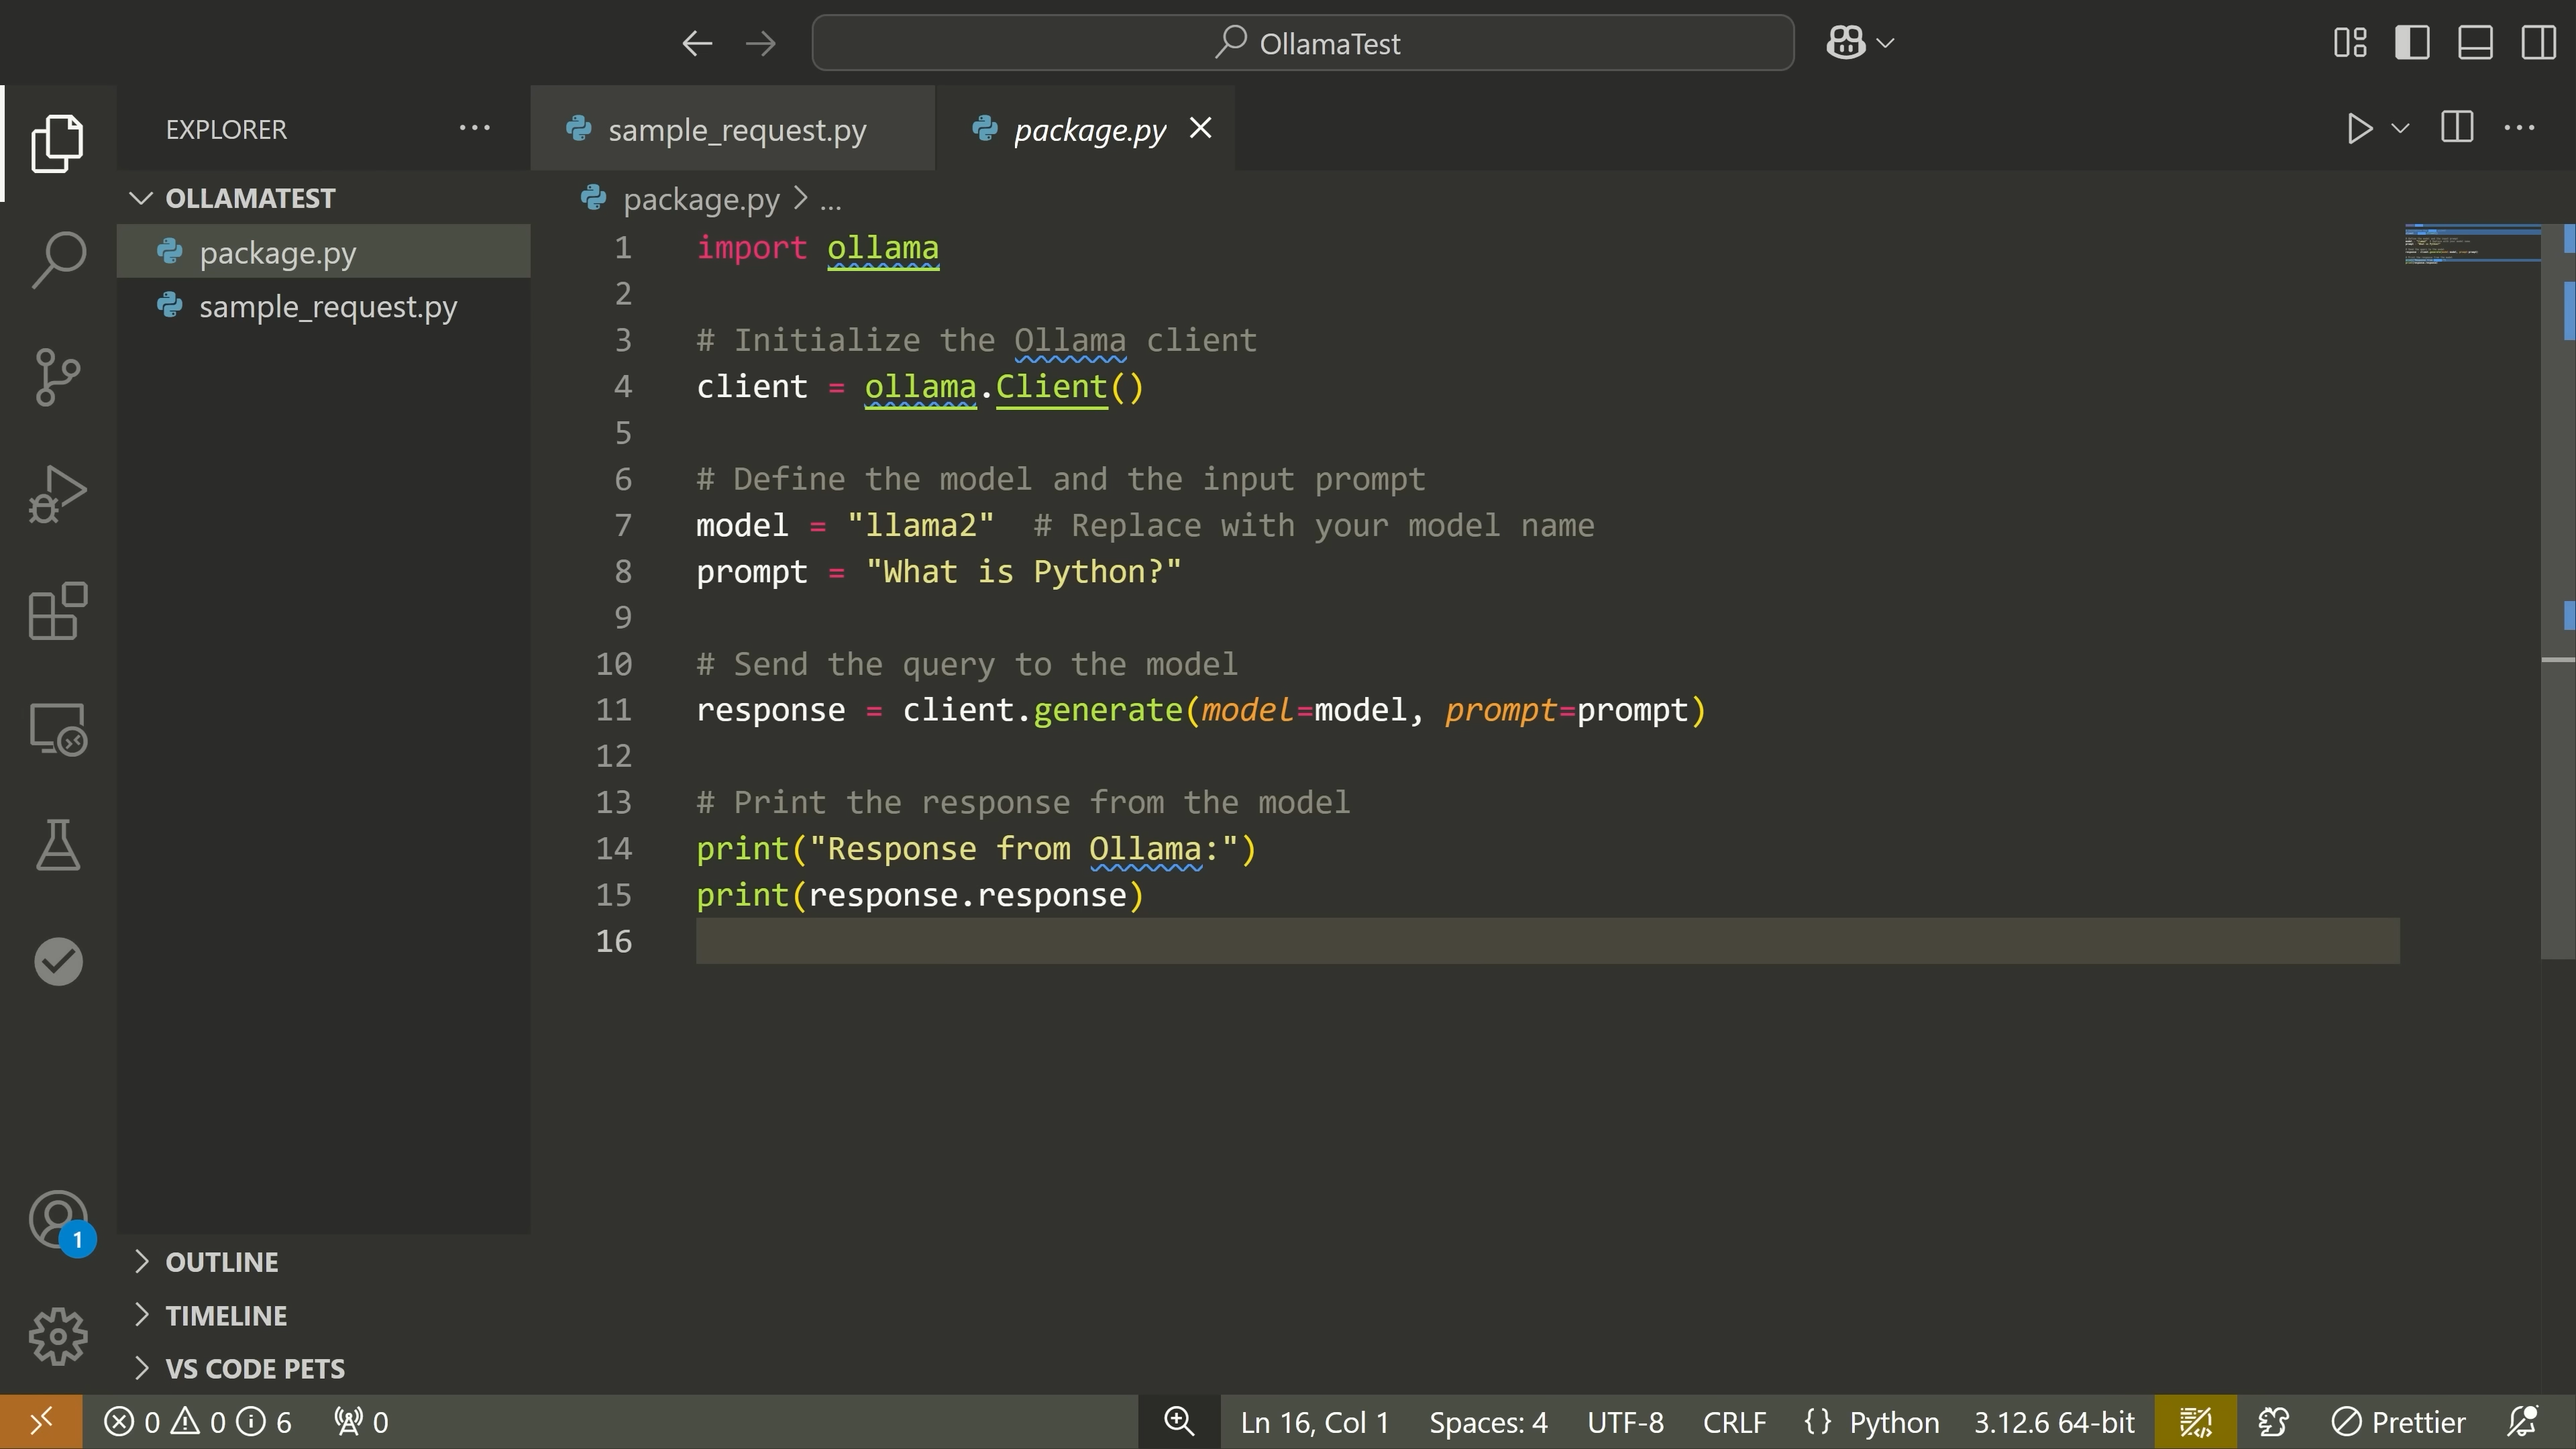 OllamaTest
EXPLORER
sample_request.py
package.py
OLLAMATEST
package.py
sample_request.py
package.py > ...
1 import ollama
2
3 # Initialize the Ollama client
4 client = ollama.Client()
5
6 # Define the model and the input prompt
7 model = "llama2"  # Replace with your model name
8 prompt = "What is Python?"
9
10 # Send the query to the model
11 response = client.generate(model=model, prompt=prompt)
12
13 # Print the response from the model
14 print("Response from Ollama:")
15 print(response.response)
16
1
OUTLINE
TIMELINE
VS CODE PETS
0 0 6 0 Ln 16, Col 1 Spaces: 4 UTF-8 CRLF {} Python 3.12.6 64-bit Prettier